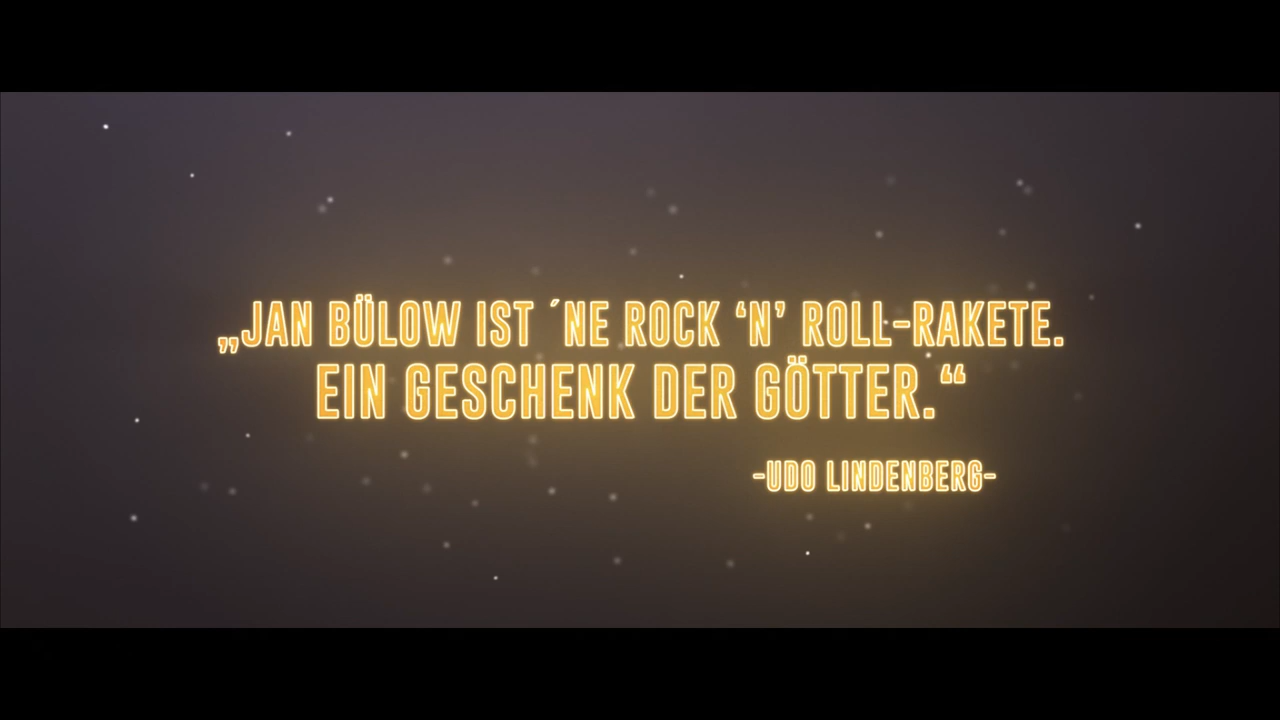 „JAN BÜLOW IST ´NE ROCK ‘N’ ROLL-RAKETE.
EIN GESCHENK DER GÖTTER.“
-UDO LINDENBERG-